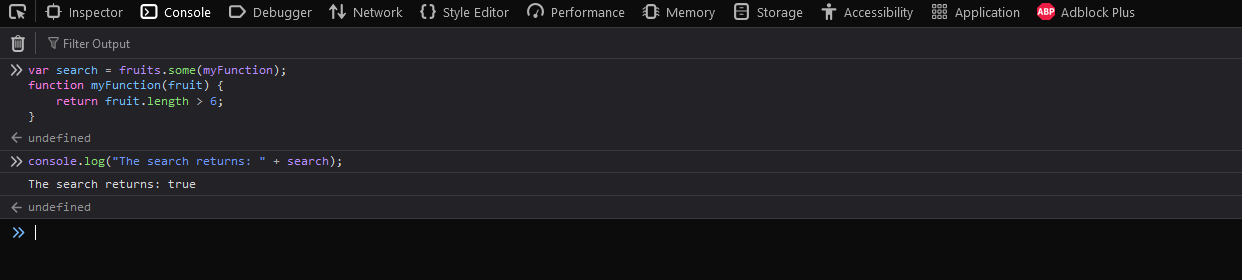 Inspector Console Debugger Network {} Style Editor Performance Memory Storage Accessibility Application ABP Adblock Plus
Filter Output
var search = fruits.some(myFunction);
function myFunction(fruit) {
    return fruit.length > 6;
}
undefined
console.log("The search returns: " + search);
The search returns: true
undefined